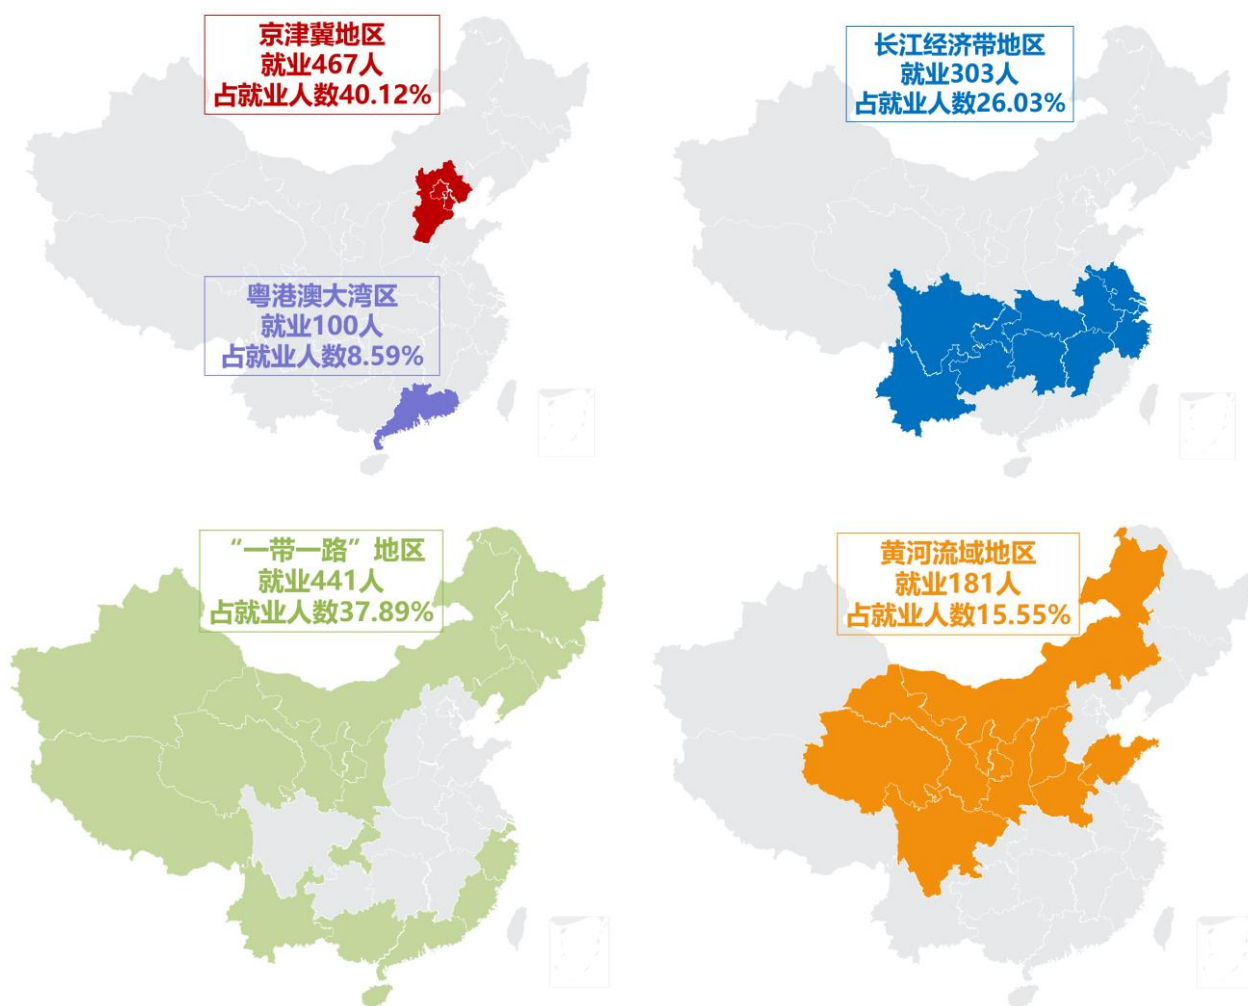 京津冀地区
就业467人
占就业人数40.12%
长江经济带地区
就业303人
占就业人数26.03%
粤港澳大湾区
就业100人
占就业人数8.59%
“一带一路”地区
就业441人
占就业人数37.89%
黄河流域地区
就业181人
占就业人数15.55%